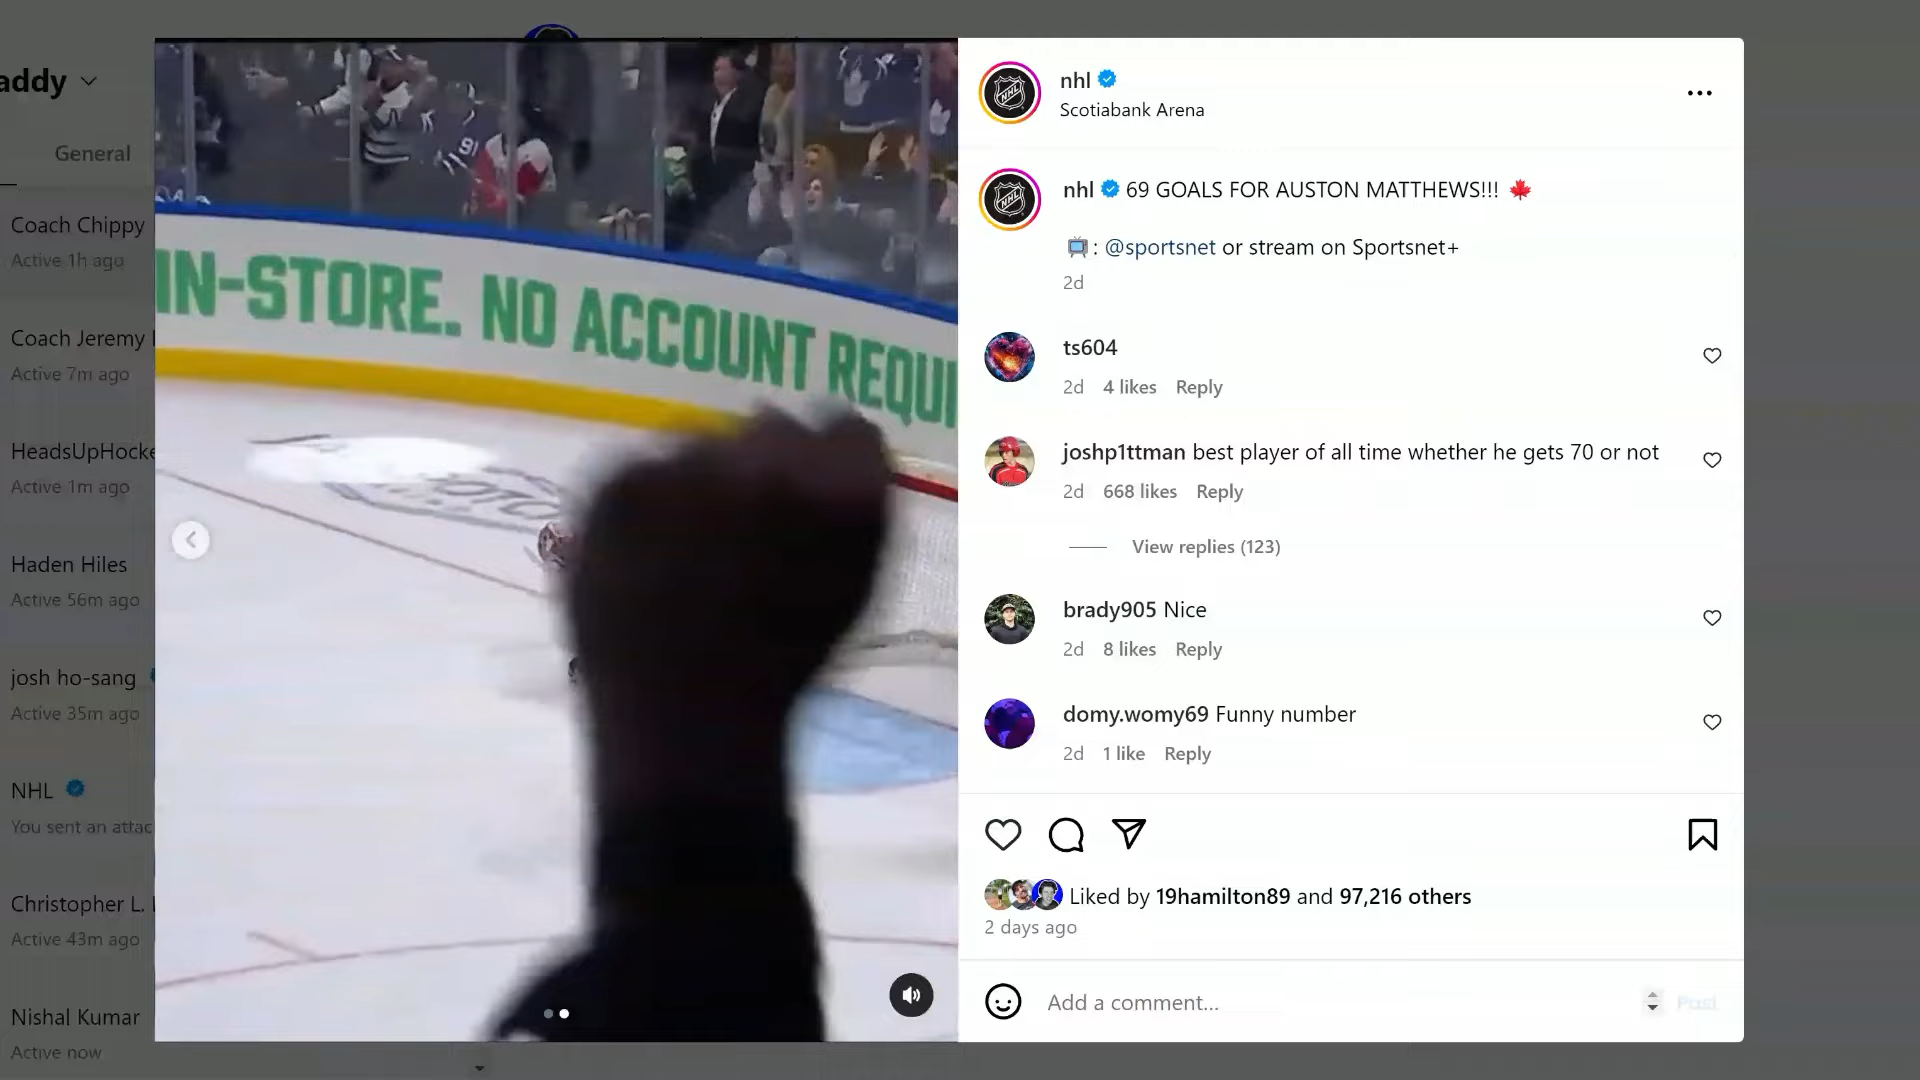 addy
General
Coach Chippy
Active 1h ago
Coach Jeremy
Active 7m ago
HeadsUpHocke
Active 1m ago
Haden Hiles
Active 56m ago
josh ho-sang
Active 35m ago
NHL
You sent an attac
Christopher L.
Active 43m ago
Nishal Kumar
Active now
IN-STORE. NO ACCOUNT REQUI
16
nhl
Scotiabank Arena
nhl 69 GOALS FOR AUSTON MATTHEWS!!! 🍁
📺: @sportsnet or stream on Sportsnet+
2d
ts604
2d 4 likes Reply
joshp1ttman best player of all time whether he gets 70 or not
2d 668 likes Reply
View replies (123)
brady905 Nice
2d 8 likes Reply
domy.womy69 Funny number
2d 1 like Reply
Liked by 19hamilton89 and 97,216 others
2 days ago
Add a comment...
Post